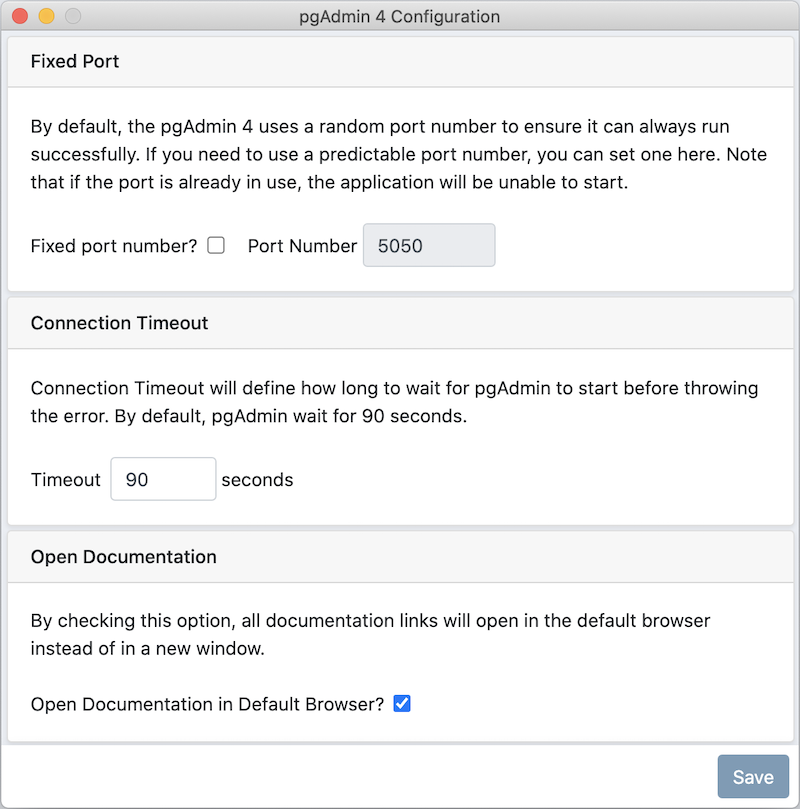 pgAdmin 4 Configuration
Fixed Port
By default, the pgAdmin 4 uses a random port number to ensure it can always run
successfully. If you need to use a predictable port number, you can set one here. Note
that if the port is already in use, the application will be unable to start.
Fixed port number? Port Number 5050
Connection Timeout
Connection Timeout will define how long to wait for pgAdmin to start before throwing
the error. By default, pgAdmin wait for 90 seconds.
Timeout 90 seconds
Open Documentation
By checking this option, all documentation links will open in the default browser
instead of in a new window.
Open Documentation in Default Browser?
Save